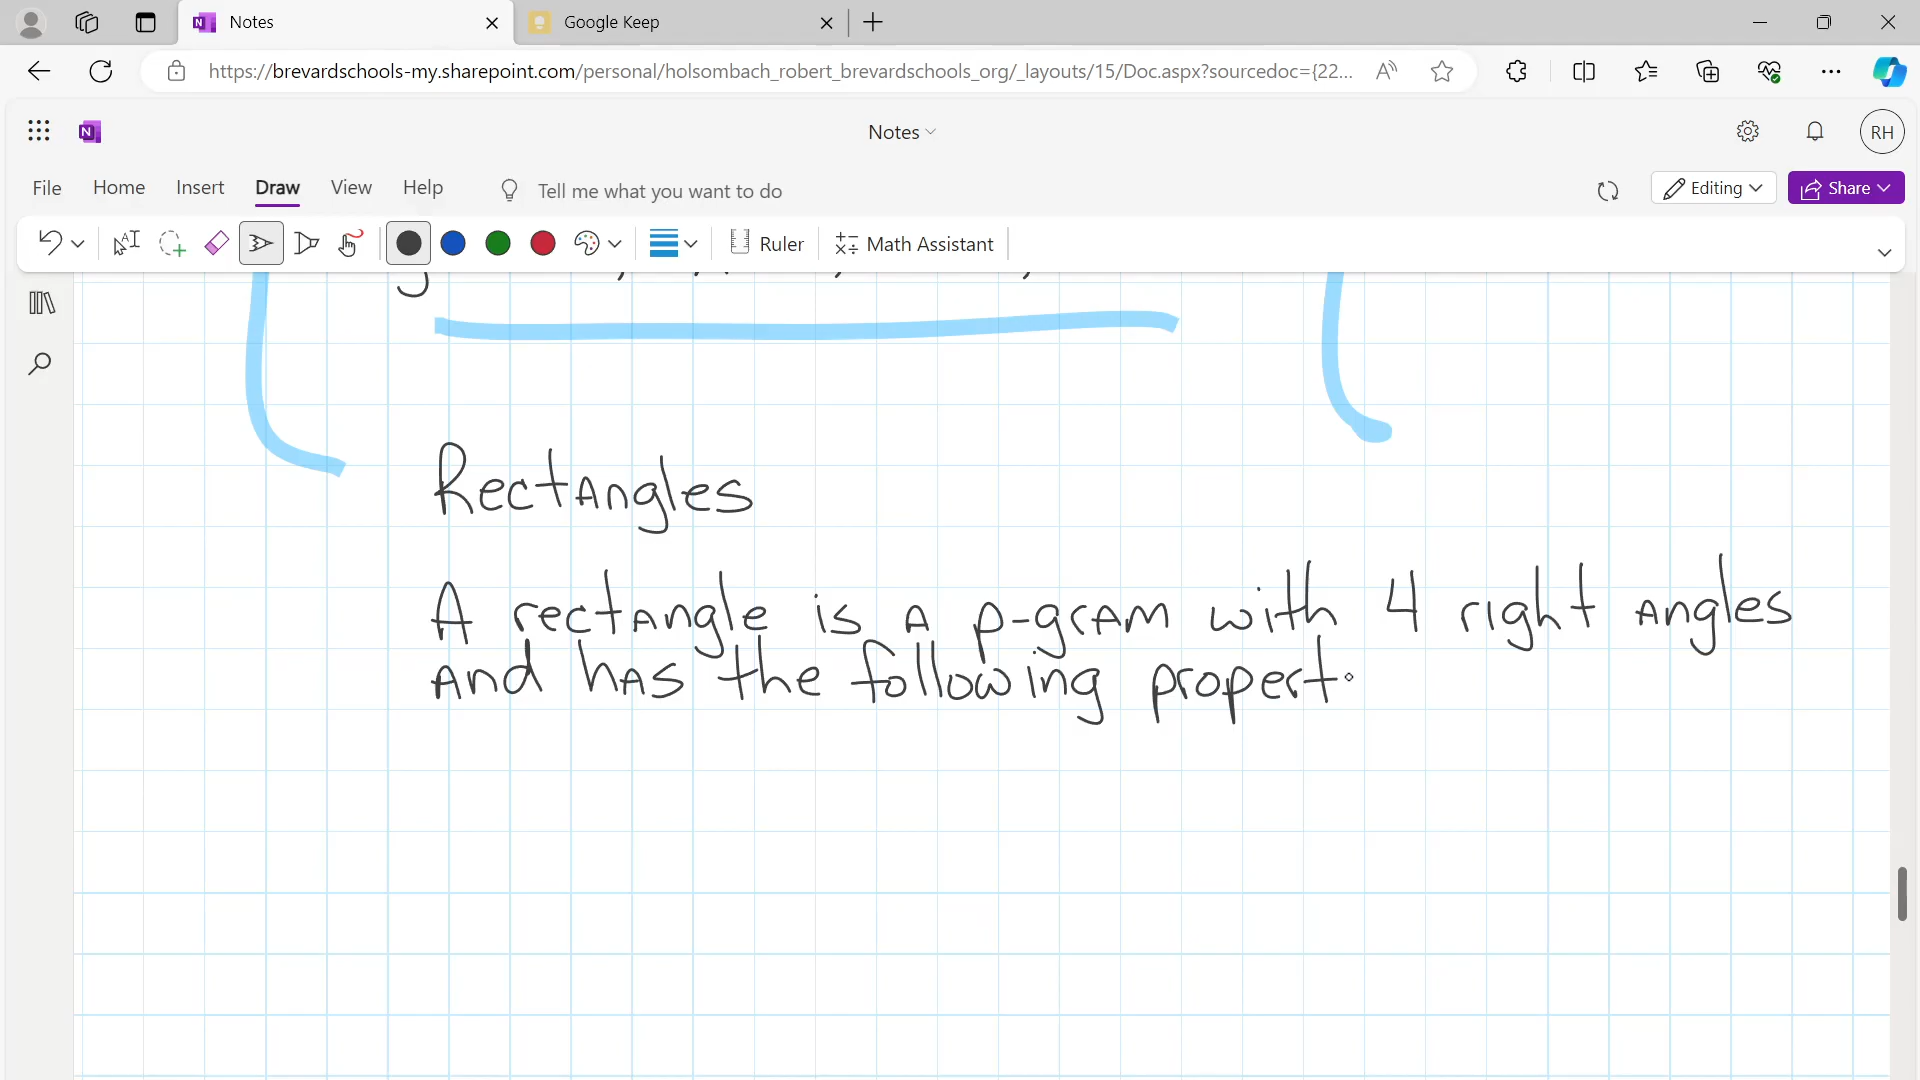 Notes
Google Keep
https://brevardschools-my.sharepoint.com/personal/holsombach_robert_brevardschools_org/_layouts/15/Doc.aspx?sourcedoc={22...
Notes
RH
File Home Insert Draw View Help Tell me what you want to do Editing Share
Ruler Math Assistant
Rectangles
A rectangle is a p-gram with 4 right angles
and has the following propert